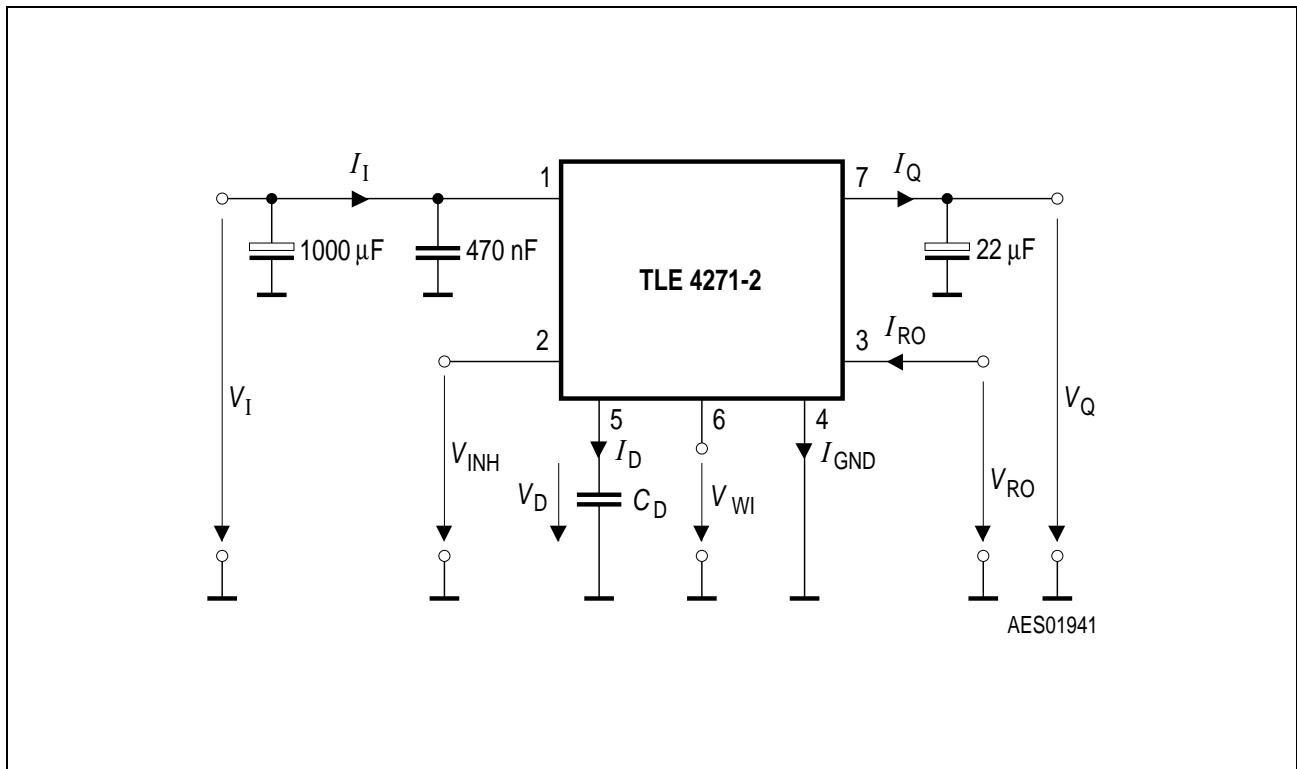 I_I
1
7
I_Q
1000 μF
470 nF
22 μF
TLE 4271-2
2
3
I_RO
V_I
V_INH
5
6
4
I_D
I_GND
V_D
C_D
V_WI
V_RO
V_Q
AES01941